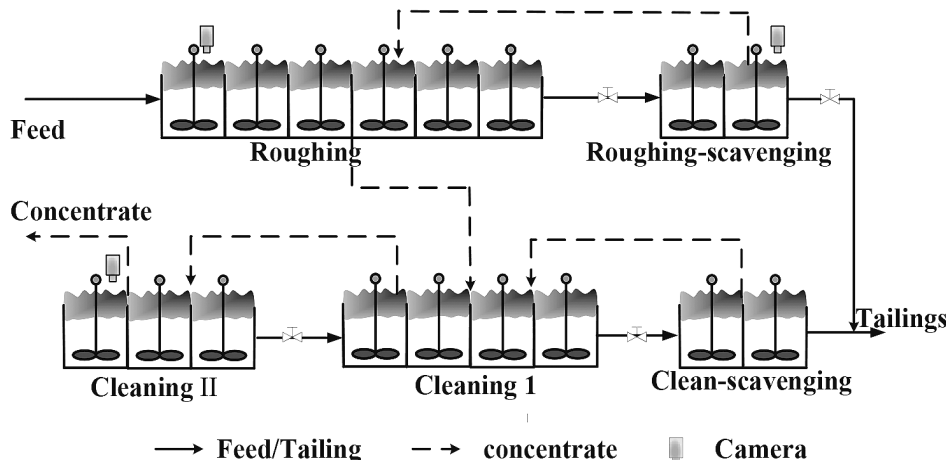 Feed
Roughing
Roughing-scavenging
Concentrate
Tailings
Cleaning II
Cleaning 1
Clean-scavenging
Feed/Tailing
concentrate
Camera